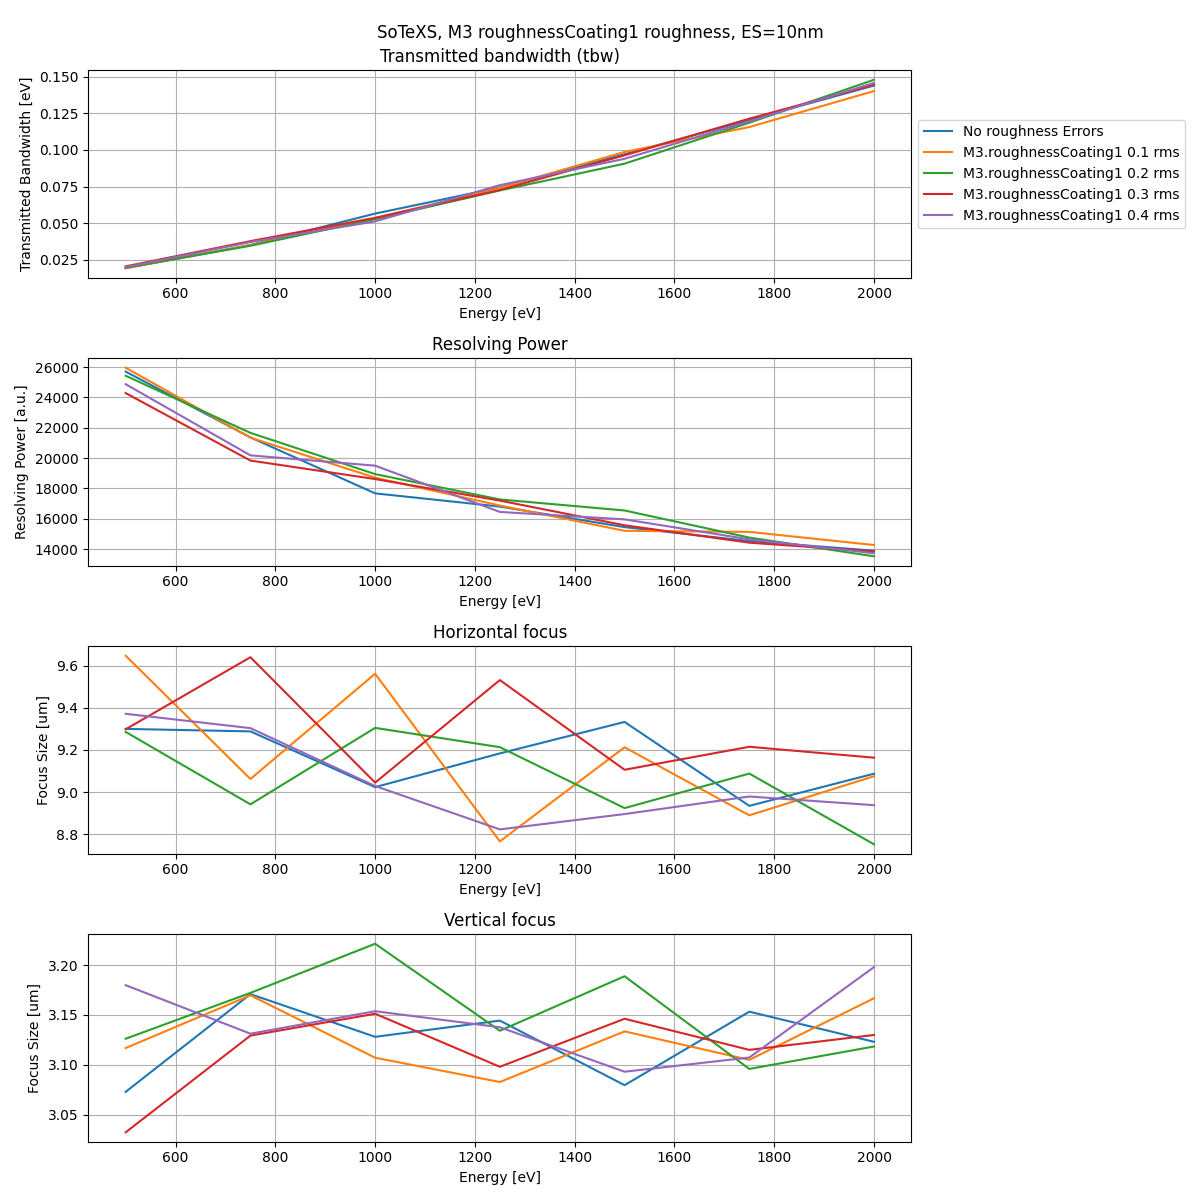 SoTeXS, M3 roughnessCoating1 roughness, ES=10nm
Transmitted bandwidth (tbw)
0.150
0.125
0.100
0.075
0.050
0.025
Transmitted Bandwidth [eV]
600 800 1000 1200 1400 1600 1800 2000
Energy [eV]
No roughness Errors
M3.roughnessCoating1 0.1 rms
M3.roughnessCoating1 0.2 rms
M3.roughnessCoating1 0.3 rms
M3.roughnessCoating1 0.4 rms
Resolving Power
26000
24000
22000
20000
18000
16000
14000
Resolving Power [a.u.]
600 800 1000 1200 1400 1600 1800 2000
Energy [eV]
Horizontal focus
9.6
9.4
9.2
9.0
8.8
Focus Size [um]
600 800 1000 1200 1400 1600 1800 2000
Energy [eV]
Vertical focus
3.20
3.15
3.10
3.05
Focus Size [um]
600 800 1000 1200 1400 1600 1800 2000
Energy [eV]